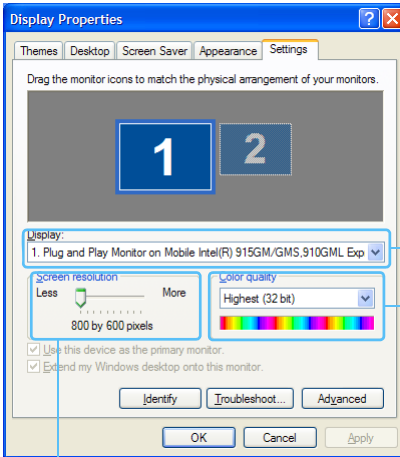 Display Properties
Themes Desktop Screen Saver Appearance Settings
Drag the monitor icons to match the physical arrangement of your monitors.
1 2
Display:
1. Plug and Play Monitor on Mobile Intel(R) 915GM/GMS,910GML Exp
Screen resolution
Less More
800 by 600 pixels
Color quality
Highest (32 bit)
Use this device as the primary monitor.
Extend my Windows desktop onto this monitor.
Identify Troubleshoot... Advanced
OK Cancel Apply